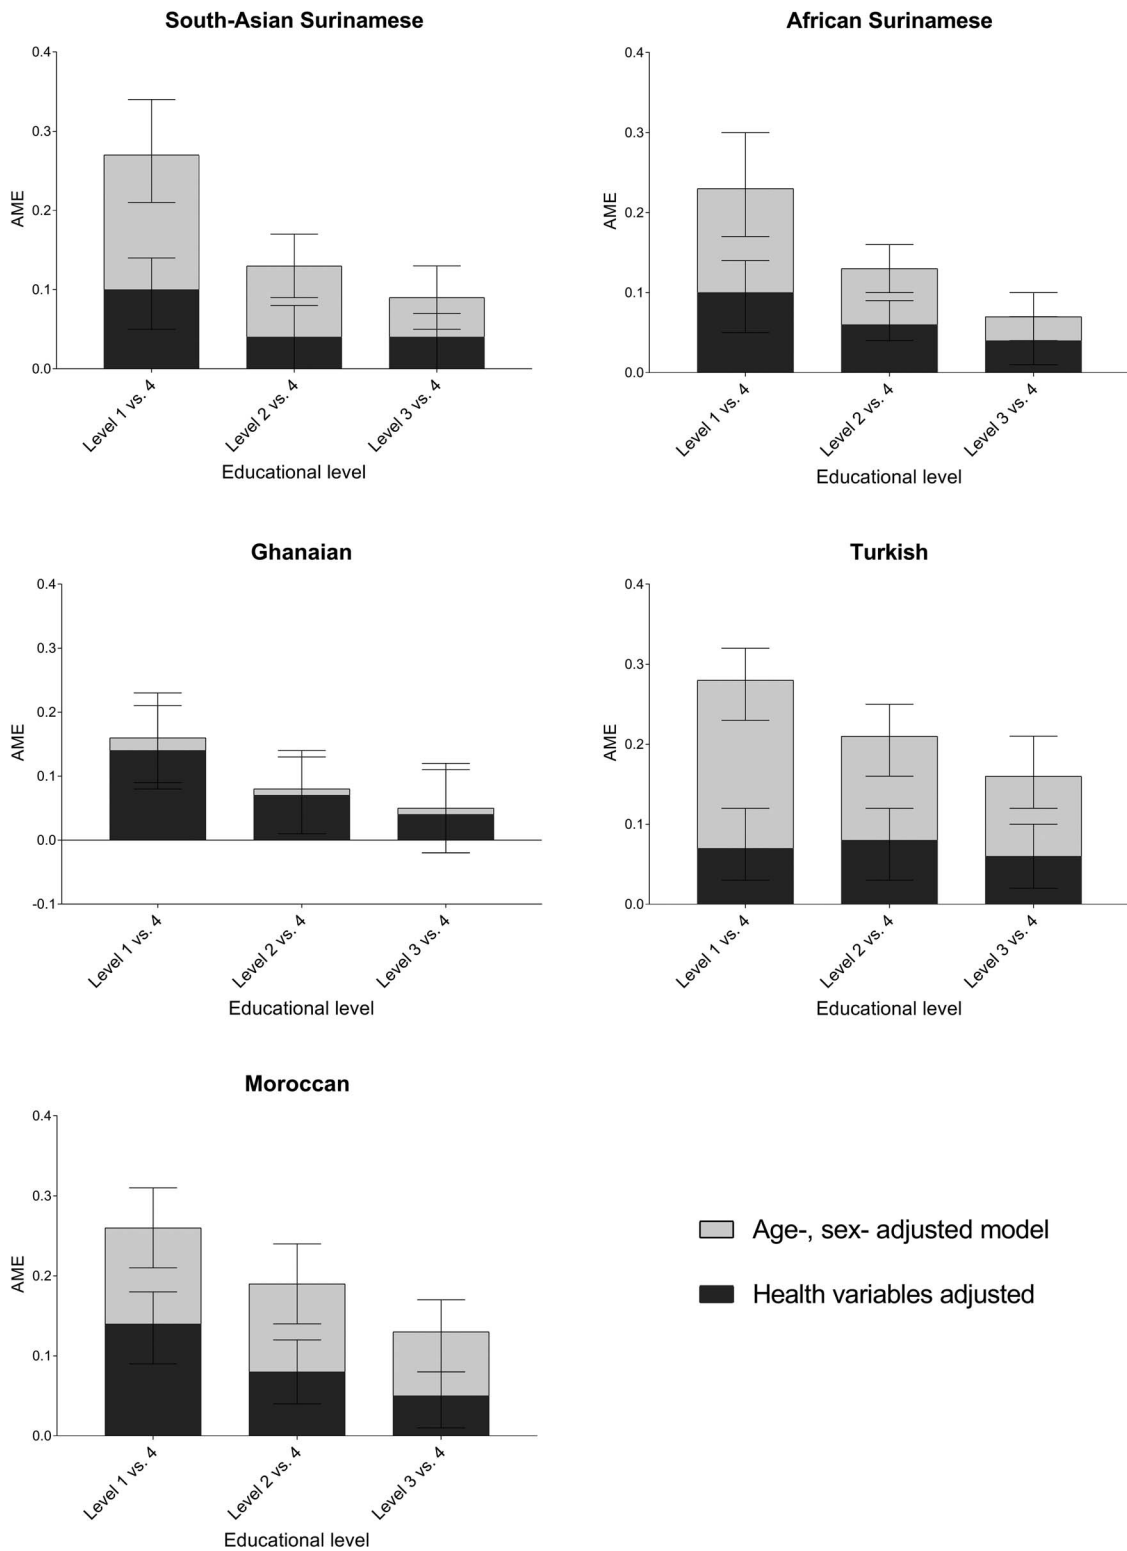 South-Asian Surinamese
0.4
0.3
0.2
0.1
0.0
AME
Level 1 vs. 4
Level 2 vs. 4
Level 3 vs. 4
Educational level
African Surinamese
0.4
0.3
0.2
0.1
0.0
AME
Level 1 vs. 4
Level 2 vs. 4
Level 3 vs. 4
Educational level
Ghanaian
0.4
0.3
0.2
0.1
0.0
-0.1
AME
Level 1 vs. 4
Level 2 vs. 4
Level 3 vs. 4
Educational level
Turkish
0.4
0.3
0.2
0.1
0.0
AME
Level 1 vs. 4
Level 2 vs. 4
Level 3 vs. 4
Educational level
Moroccan
0.4
0.3
0.2
0.1
0.0
AME
Level 1 vs. 4
Level 2 vs. 4
Level 3 vs. 4
Educational level
Age-, sex- adjusted model
Health variables adjusted